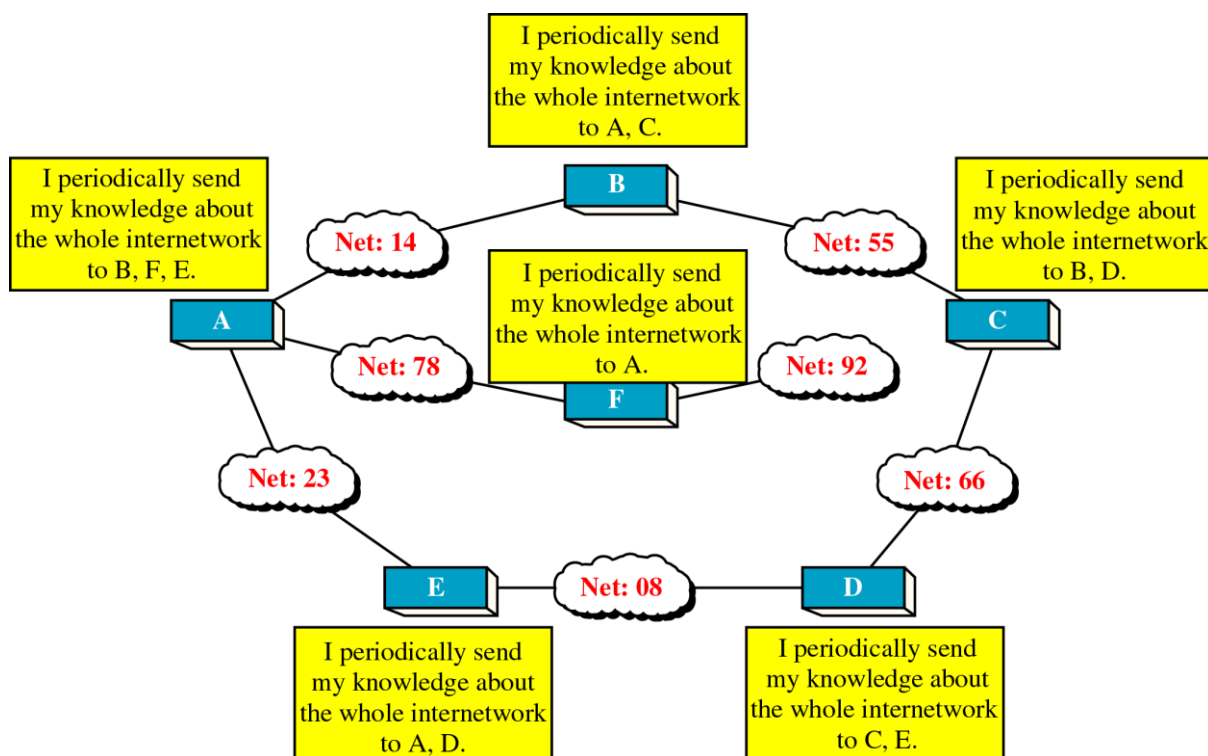 I periodically send
my knowledge about
the whole internetwork
to A, C.
I periodically send
my knowledge about
the whole internetwork
to B, F, E.
B
I periodically send
my knowledge about
the whole internetwork
to B, D.
Net: 14
Net: 55
I periodically send
my knowledge about
the whole internetwork
to A.
A
C
Net: 78
Net: 92
F
Net: 23
Net: 66
E
Net: 08
D
I periodically send
my knowledge about
the whole internetwork
to A, D.
I periodically send
my knowledge about
the whole internetwork
to C, E.